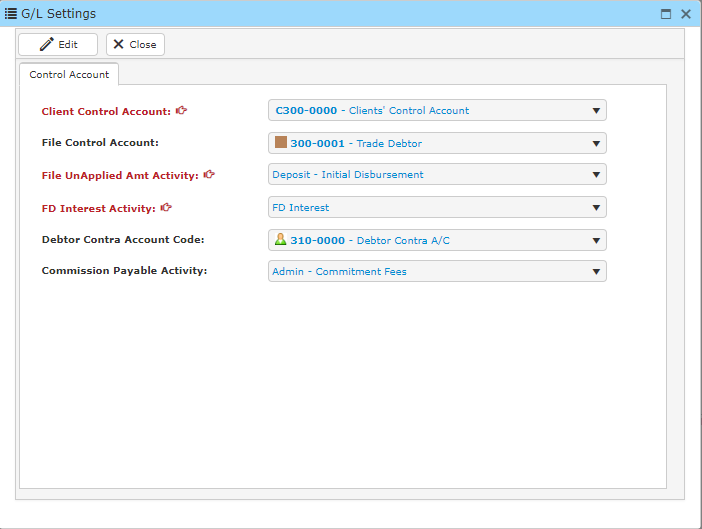 G/L Settings
Edit Close
Control Account
Client Control Account: C300-0000 - Clients' Control Account
File Control Account: 300-0001 - Trade Debtor
File UnApplied Amt Activity: Deposit - Initial Disbursement
FD Interest Activity: FD Interest
Debtor Contra Account Code: 310-0000 - Debtor Contra A/C
Commission Payable Activity: Admin - Commitment Fees